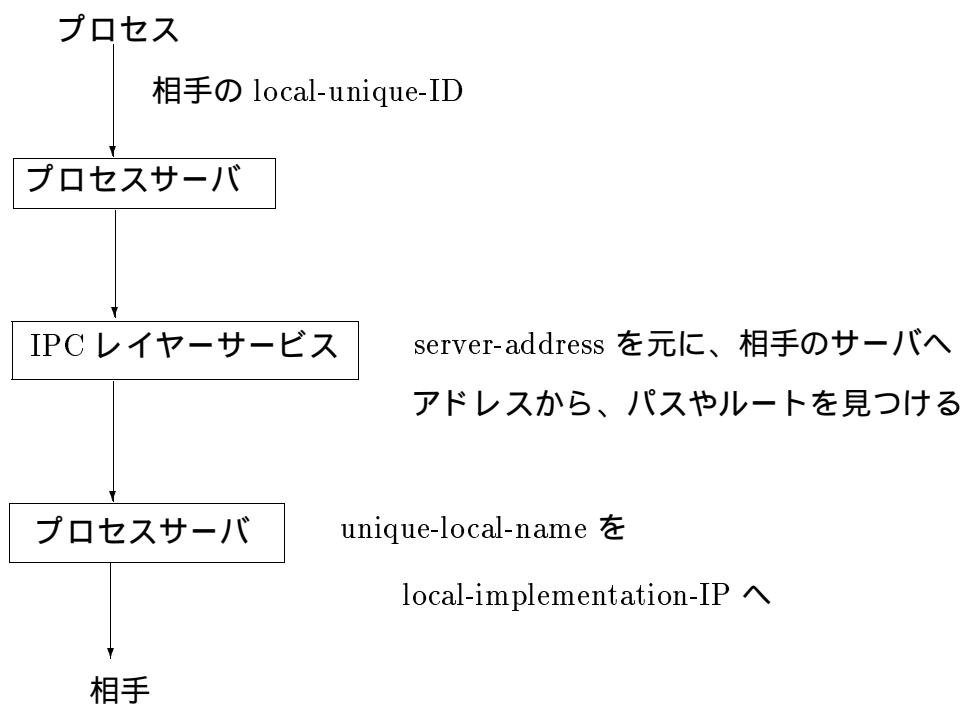 プロセス
相手の local-unique-ID
プロセスサーバ
IPC レイヤーサービス
server-address を元に、相手のサーバへ
アドレスから、パスやルートを見つける
プロセスサーバ
unique-local-name を
local-implementation-IP へ
相手